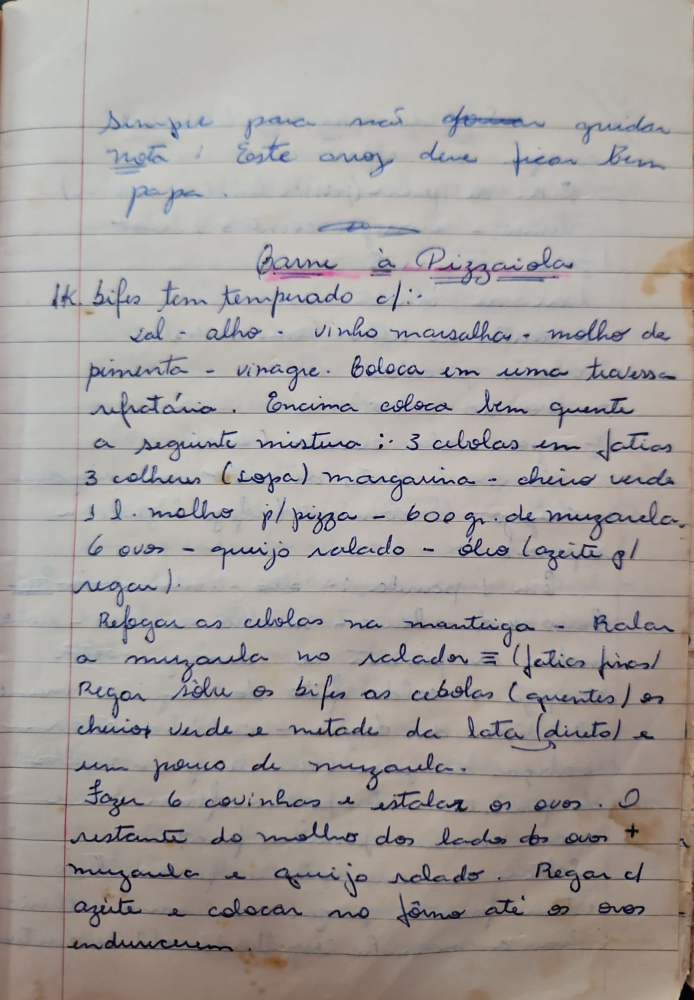 sempre para não grudar
nota: Este arroz deve ficar bem
papa.
Carne à Pizzaiola
1K. bifes bem temperado c/:-
sal - alho - vinho marsalha - molho de
pimenta - vinagre. Coloca em uma travessa
refratária. Encima coloca bem quente
a seguinte mistura :- 3 cebolas em fatias
3 colheres (sopa) margarina - cheiro verde
1 l. molho p/ pizza - 600 gr. de muzarela.
6 ovos - queijo ralado - óleo (azeite p/
regar).
Refogar as cebolas na manteiga - Ralar
a muzarela no ralador = (fatias finas)
Regar sôbre os bifes as cebolas (quentes) os
cheiros verde e metade da lata (direto) e
um pouco de muzarela.
Fazer 6 covinhas e estalar os ovos. O
restante do molho dos lados dos ovos +
muzarela e queijo ralado. Regar c/
azeite e colocar no fôrno até os ovos
endurecerem.